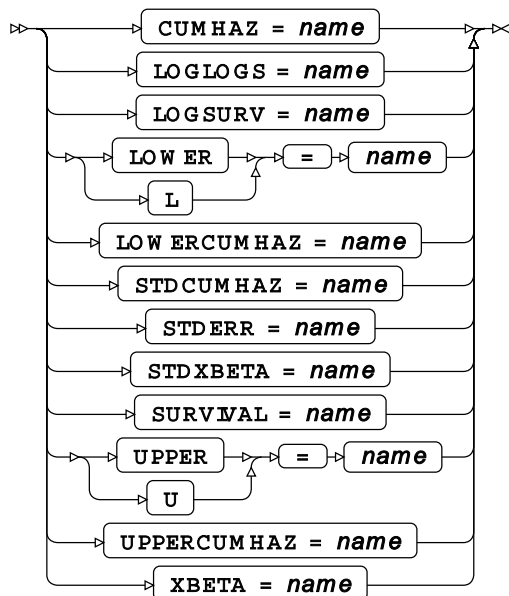 CUMHAZ = name
LOGLOGS = name
LOGSURV = name
LOWER = name
L
LOWERCUMHAZ = name
STDCUMHAZ = name
STDERR = name
STDXBETA = name
SURVIVAL = name
UPPER = name
U
UPPERCUMHAZ = name
XBETA = name